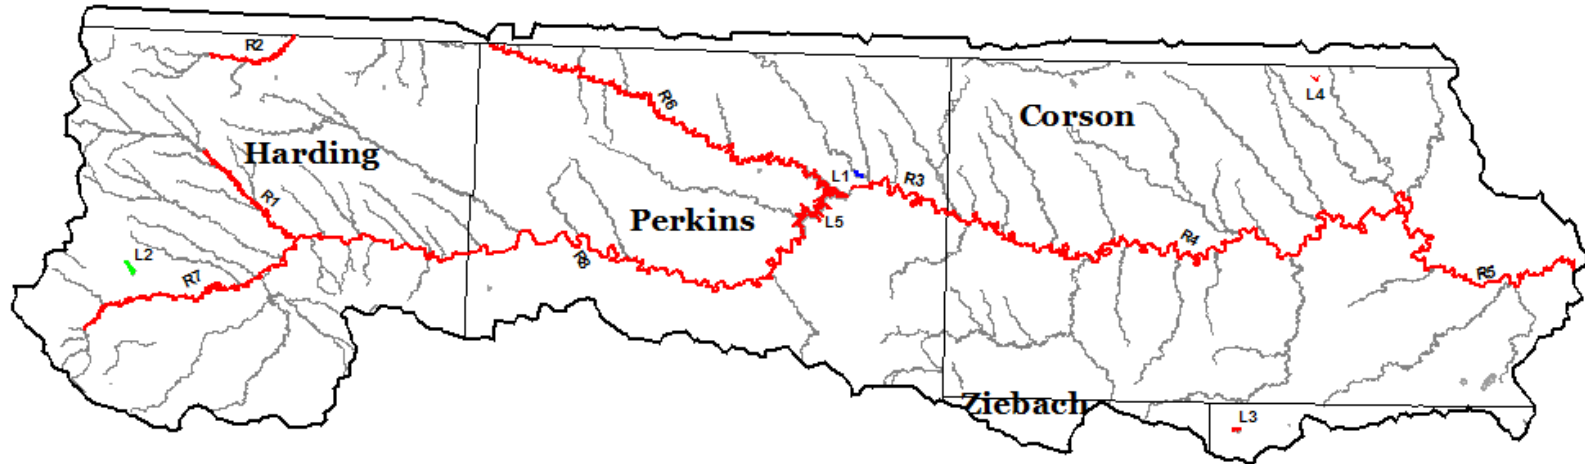 R2
L4
R6
Corson
Harding
L1
R3
R1
Perkins
L5
R4
L2
R8
R7
R5
Ziebach
L3